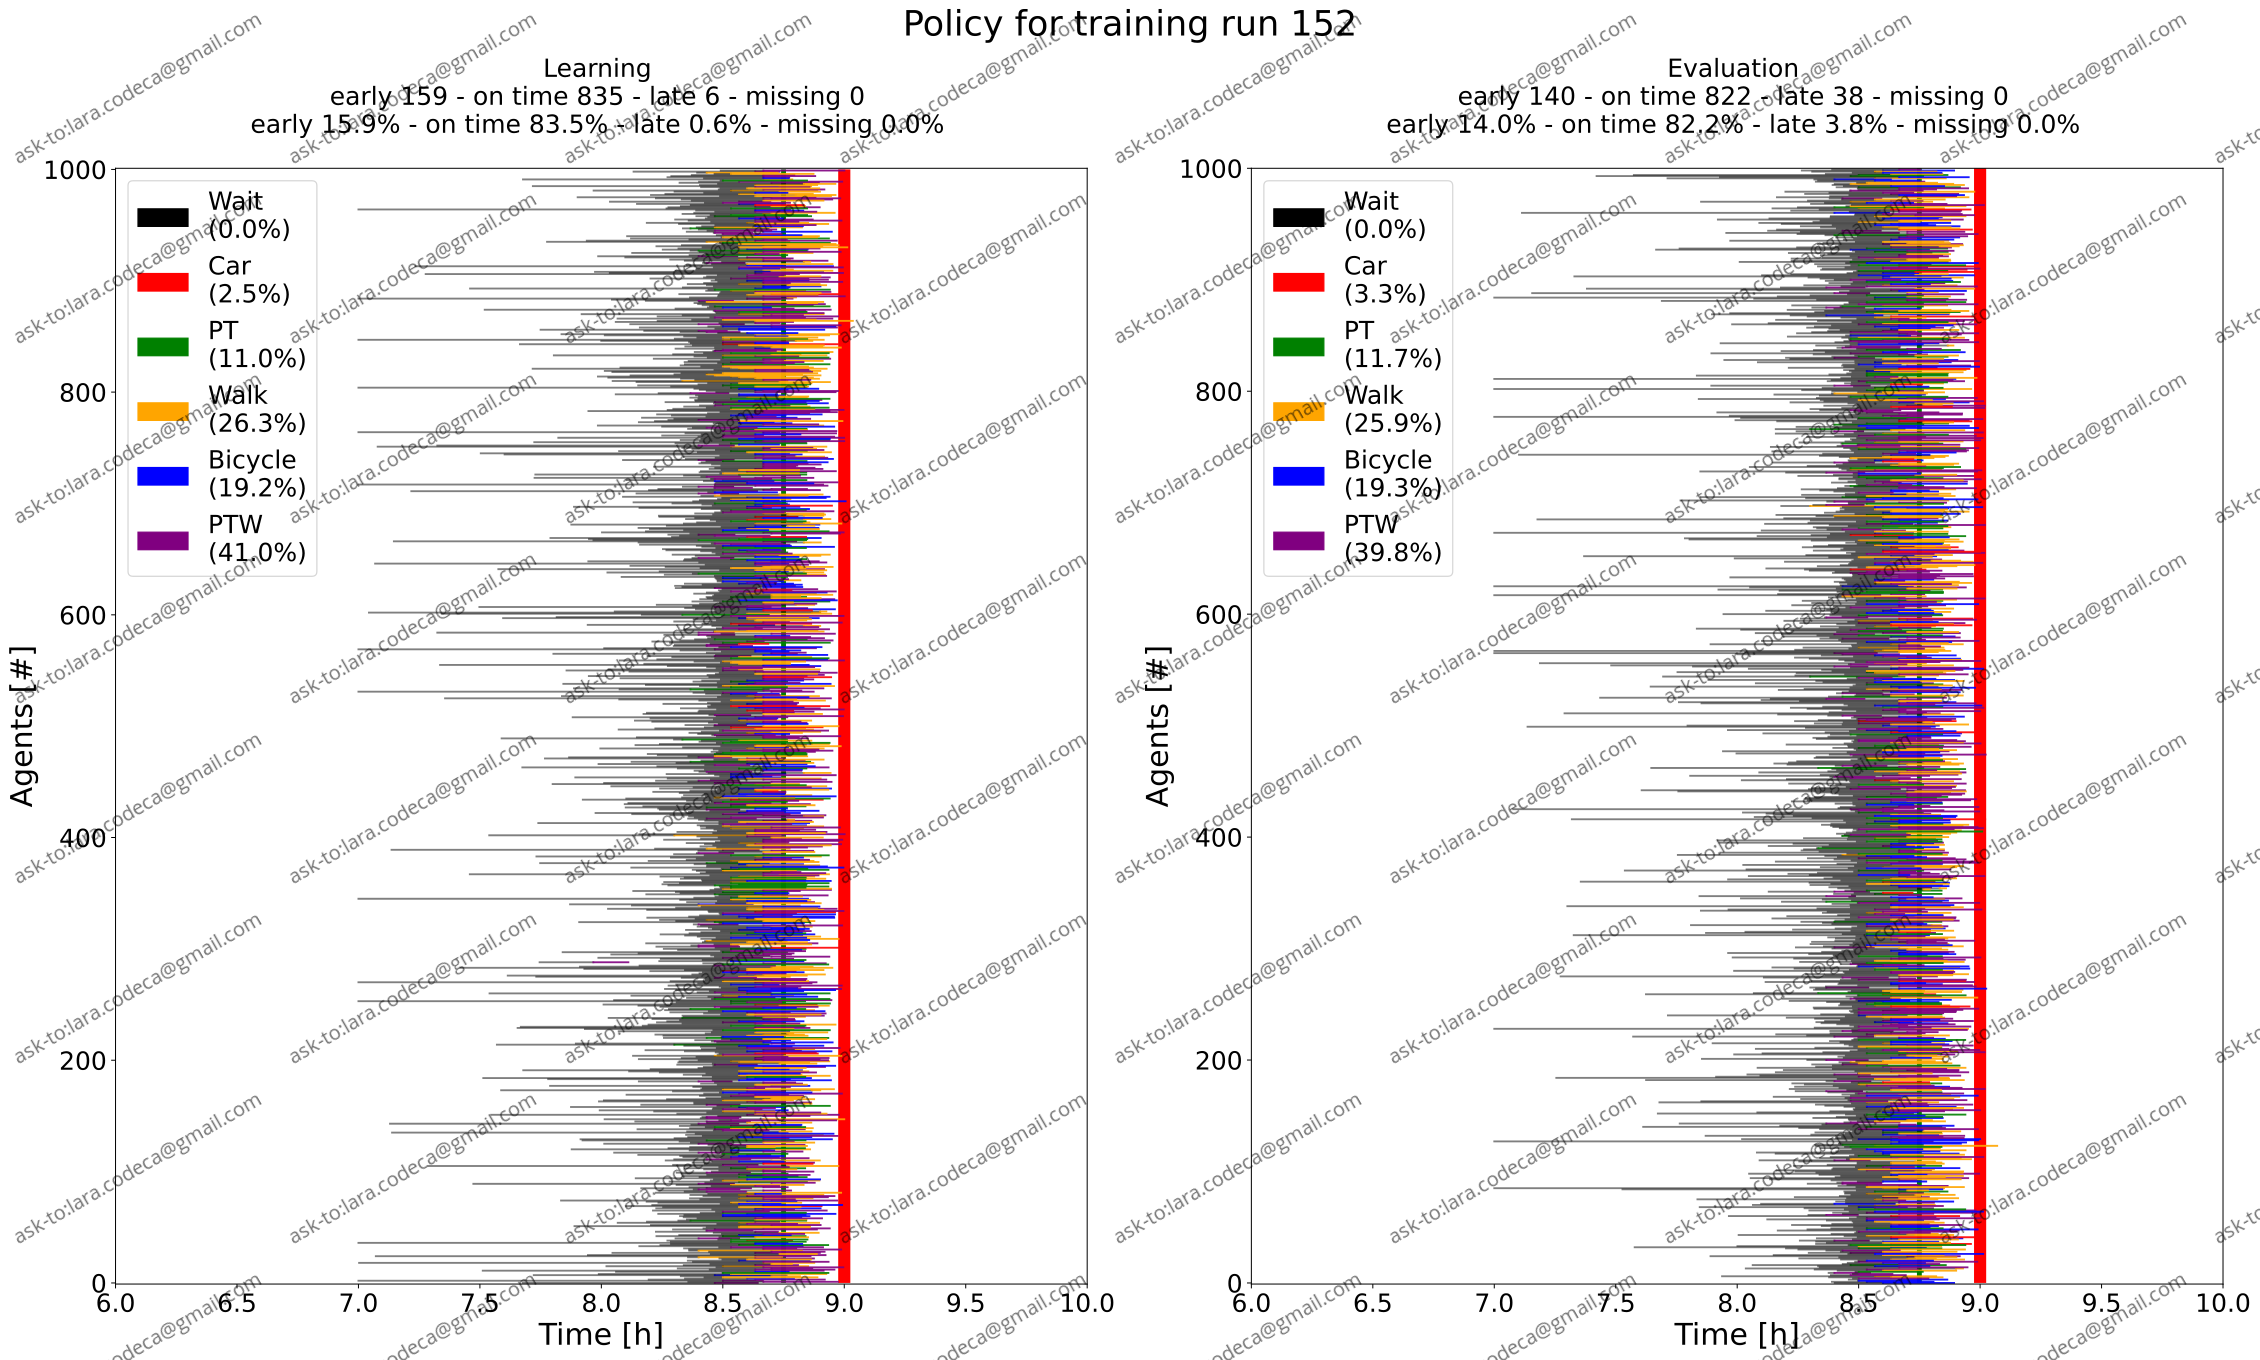 Policy for training run 152
Learning
early 159 - on time 835 - late 6 - missing 0
early 15.9% - on time 83.5% - late 0.6% - missing 0.0%
Agents [#]
1000
800
600
400
200
0
Wait
(0.0%)
Car
(2.5%)
PT
(11.0%)
Walk
(26.3%)
Bicycle
(19.2%)
PTW
(41.0%)
6.0 6.5 7.0 7.5 8.0 8.5 9.0 9.5 10.0
Time [h]
Evaluation
early 140 - on time 822 - late 38 - missing 0
early 14.0% - on time 82.2% - late 3.8% - missing 0.0%
Agents [#]
1000
800
600
400
200
0
Wait
(0.0%)
Car
(3.3%)
PT
(11.7%)
Walk
(25.9%)
Bicycle
(19.3%)
PTW
(39.8%)
6.0 6.5 7.0 7.5 8.0 8.5 9.0 9.5 10.0
Time [h]
ask-to:lara.codeca@gmail.com